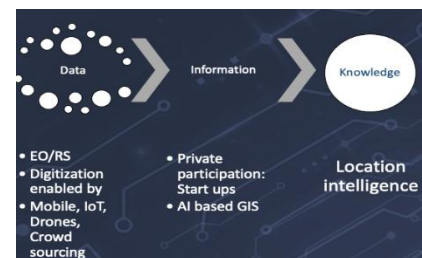 Data
Information
Knowledge
• EO/RS
• Digitization
enabled by
• Mobile, IoT,
Drones,
Crowd
sourcing
• Private
participation:
Start ups
• AI based GIS
Location
intelligence